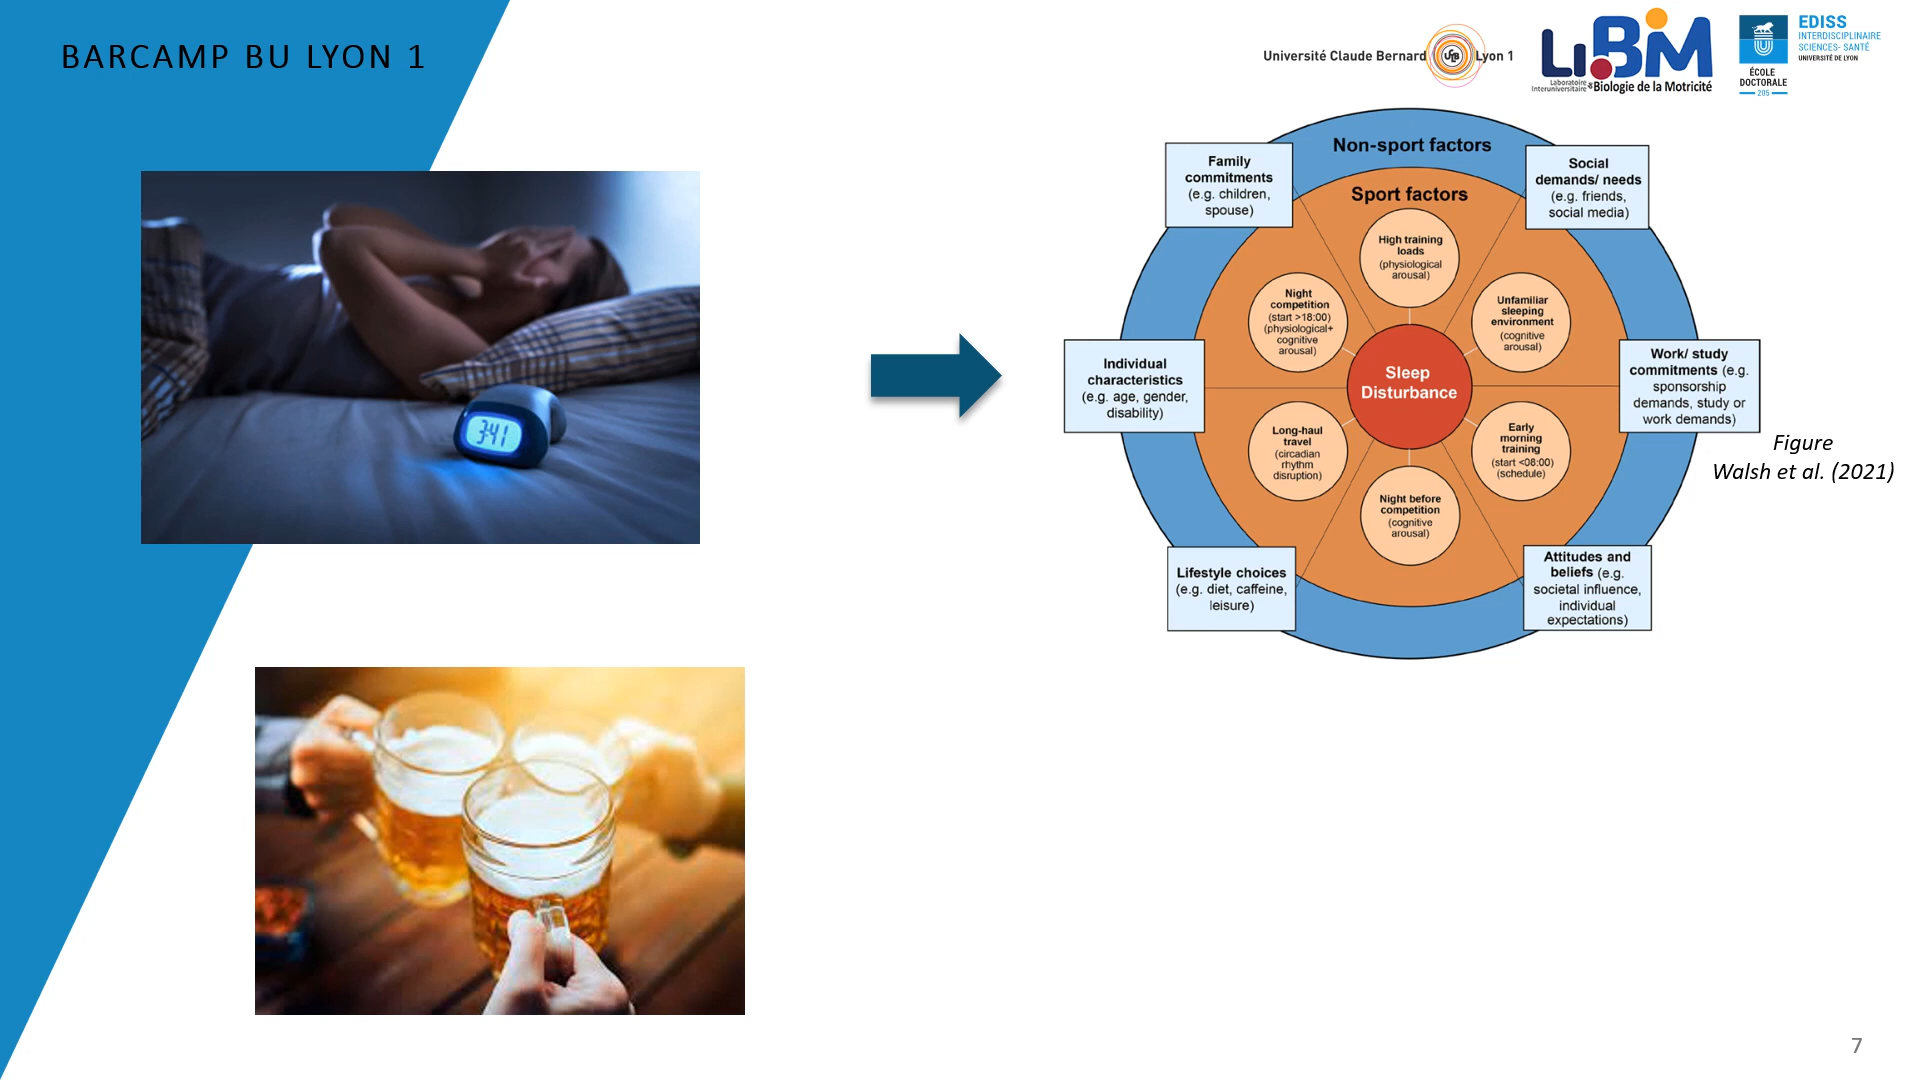 BARCAMP BU LYON 1
Université Claude Bernard
UCB
Lyon 1
LIBM
Laboratoire
Interuniversitaire de Biologie de la Motricité
EDISS
INTERDISCIPLINAIRE
SCIENCES- SANTÉ
UNIVERSITÉ DE LYON
ÉCOLE
DOCTORALE
205
Non-sport factors
Sport factors
Family
commitments
(e.g. children,
spouse)
Social
demands/ needs
(e.g. friends,
social media)
High training
loads
(physiological
arousal)
Night
competition
(start >18:00)
(physiological+
cognitive
arousal)
Unfamiliar
sleeping
environment
(cognitive
arousal)
Sleep
Disturbance
Individual
characteristics
(e.g. age, gender,
disability)
Work/ study
commitments (e.g.
sponsorship
demands, study or
work demands)
Long-haul
travel
(circadian
rhythm
disruption)
Early
morning
training
(start <08:00)
(schedule)
Night before
competition
(cognitive
arousal)
Lifestyle choices
(e.g. diet, caffeine,
leisure)
Attitudes and
beliefs (e.g.
societal influence,
individual
expectations)
Figure
Walsh et al. (2021)
3:41
7